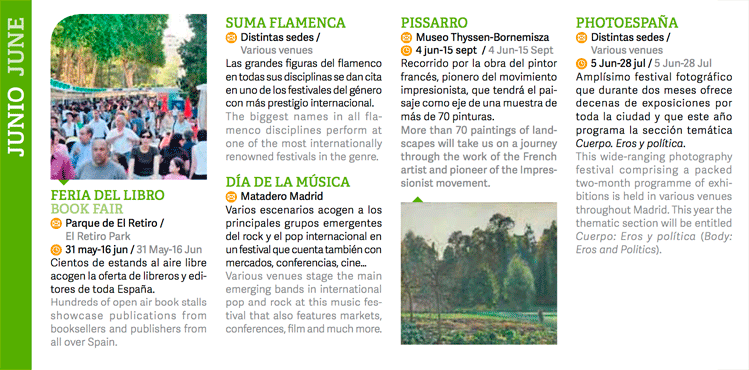 JUNIO JUNE
FERIA DEL LIBRO
BOOK FAIR
Parque de El Retiro /
El Retiro Park
31 may-16 jun / 31 May-16 Jun
Cientos de estands al aire libre
acogen la oferta de libreros y edi-
tores de toda España.
Hundreds of open air book stalls
showcase publications from
booksellers and publishers from
all over Spain.
SUMA FLAMENCA
Distintas sedes /
Various venues
Las grandes figuras del flamenco
en todas sus disciplinas se dan cita
en uno de los festivales del género
con más prestigio internacional.
The biggest names in all fla-
menco disciplines perform at
one of the most internationally
renowned festivals in the genre.
DÍA DE LA MÚSICA
Matadero Madrid
Varios escenarios acogen a los
principales grupos emergentes
del rock y el pop internacional en
un festival que cuenta también con
mercados, conferencias, cine...
Various venues stage the main
emerging bands in international
pop and rock at this music fes-
tival that also features markets,
conferences, film and much more.
PISSARRO
Museo Thyssen-Bornemisza
4 jun-15 sept / 4 Jun-15 Sept
Recorrido por la obra del pintor
francés, pionero del movimiento
impresionista, que tendrá el pai-
saje como eje de una muestra de
más de 70 pinturas.
More than 70 paintings of land-
scapes will take us on a journey
through the work of the French
artist and pioneer of the Impres-
sionist movement.
PHOTOESPAÑA
Distintas sedes /
Various venues
5 Jun-28 jul / 5 Jun-28 Jul
Amplísimo festival fotográfico
que durante dos meses ofrece
decenas de exposiciones por
toda la ciudad y que este año
programa la sección temática
Cuerpo. Eros y política.
This wide-ranging photography
festival comprising a packed
two-month programme of exhi-
bitions is held in various venues
throughout Madrid. This year the
thematic section will be entitled
Cuerpo: Eros y política (Body:
Eros and Politics).